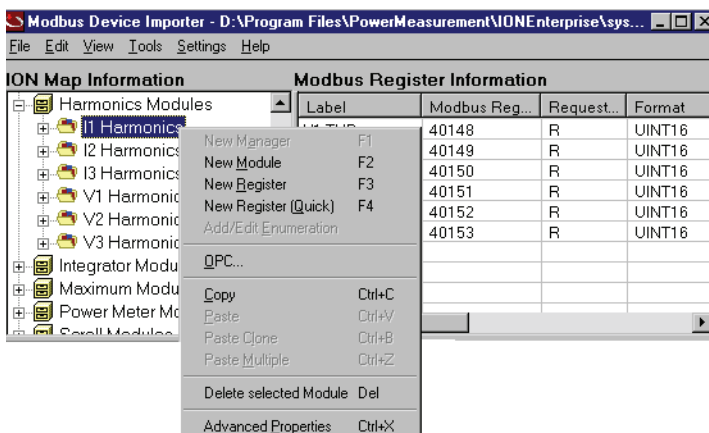 Modbus Device Importer - D:\Program Files\PowerMeasurement\IONEnterprise\sys...
File Edit View Tools Settings Help
ION Map Information Modbus Register Information
Harmonics Modules
I1 Harmonics
I2 Harmonics
I3 Harmonics
V1 Harmonic
V2 Harmonic
V3 Harmonic
Integrator Modu
Maximum Modu
Power Meter Mo
Scroll Modules
Label Modbus Reg... Request... Format
40148 R UINT16
40149 R UINT16
40150 R UINT16
40151 R UINT16
40152 R UINT16
40153 R UINT16
New Manager F1
New Module F2
New Register F3
New Register (Quick) F4
Add/Edit Enumeration
OPC...
Copy Ctrl+C
Paste Ctrl+V
Paste Clone Ctrl+B
Paste Multiple Ctrl+Z
Delete selected Module Del
Advanced Properties Ctrl+X